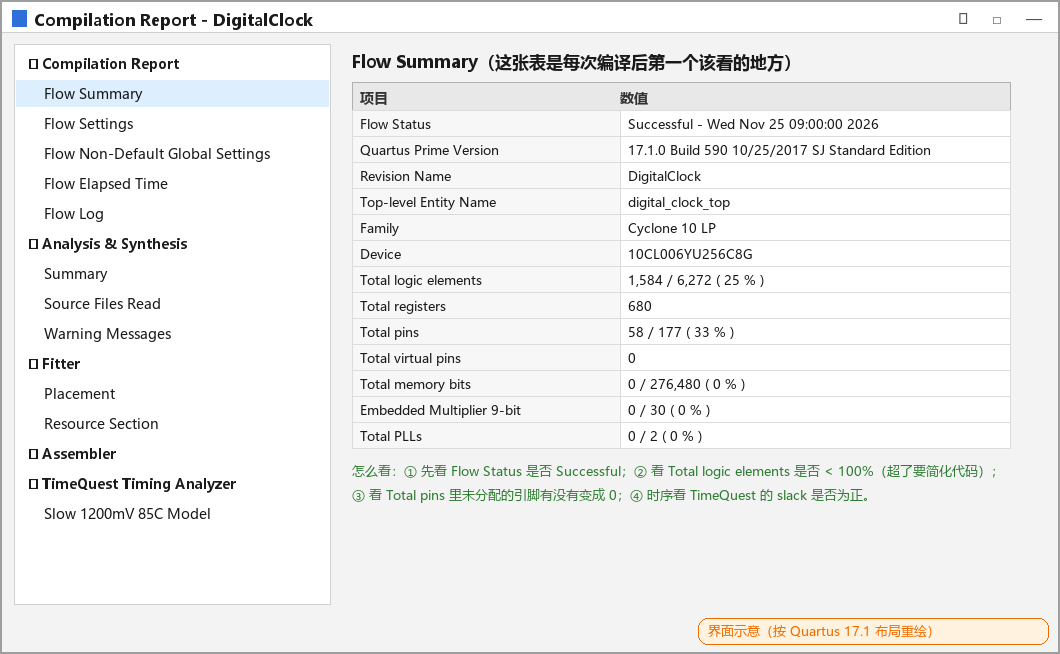 Compilation Report - DigitalClock
Compilation Report
Flow Summary
Flow Settings
Flow Non-Default Global Settings
Flow Elapsed Time
Flow Log
Analysis & Synthesis
Summary
Source Files Read
Warning Messages
Fitter
Placement
Resource Section
Assembler
TimeQuest Timing Analyzer
Slow 1200mV 85C Model
Flow Summary（这张表是每次编译后第一个该看的地方）
项目 数值
Flow Status Successful - Wed Nov 25 09:00:00 2026
Quartus Prime Version 17.1.0 Build 590 10/25/2017 SJ Standard Edition
Revision Name DigitalClock
Top-level Entity Name digital_clock_top
Family Cyclone 10 LP
Device 10CL006YU256C8G
Total logic elements 1,584 / 6,272 ( 25 % )
Total registers 680
Total pins 58 / 177 ( 33 % )
Total virtual pins 0
Total memory bits 0 / 276,480 ( 0 % )
Embedded Multiplier 9-bit 0 / 30 ( 0 % )
Total PLLs 0 / 2 ( 0 % )
怎么看：① 先看 Flow Status 是否 Successful；② 看 Total logic elements 是否 < 100%（超了要简化代码）；
③ 看 Total pins 里未分配的引脚有没有变成 0；④ 时序看 TimeQuest 的 slack 是否为正。
界面示意（按 Quartus 17.1 布局重绘）